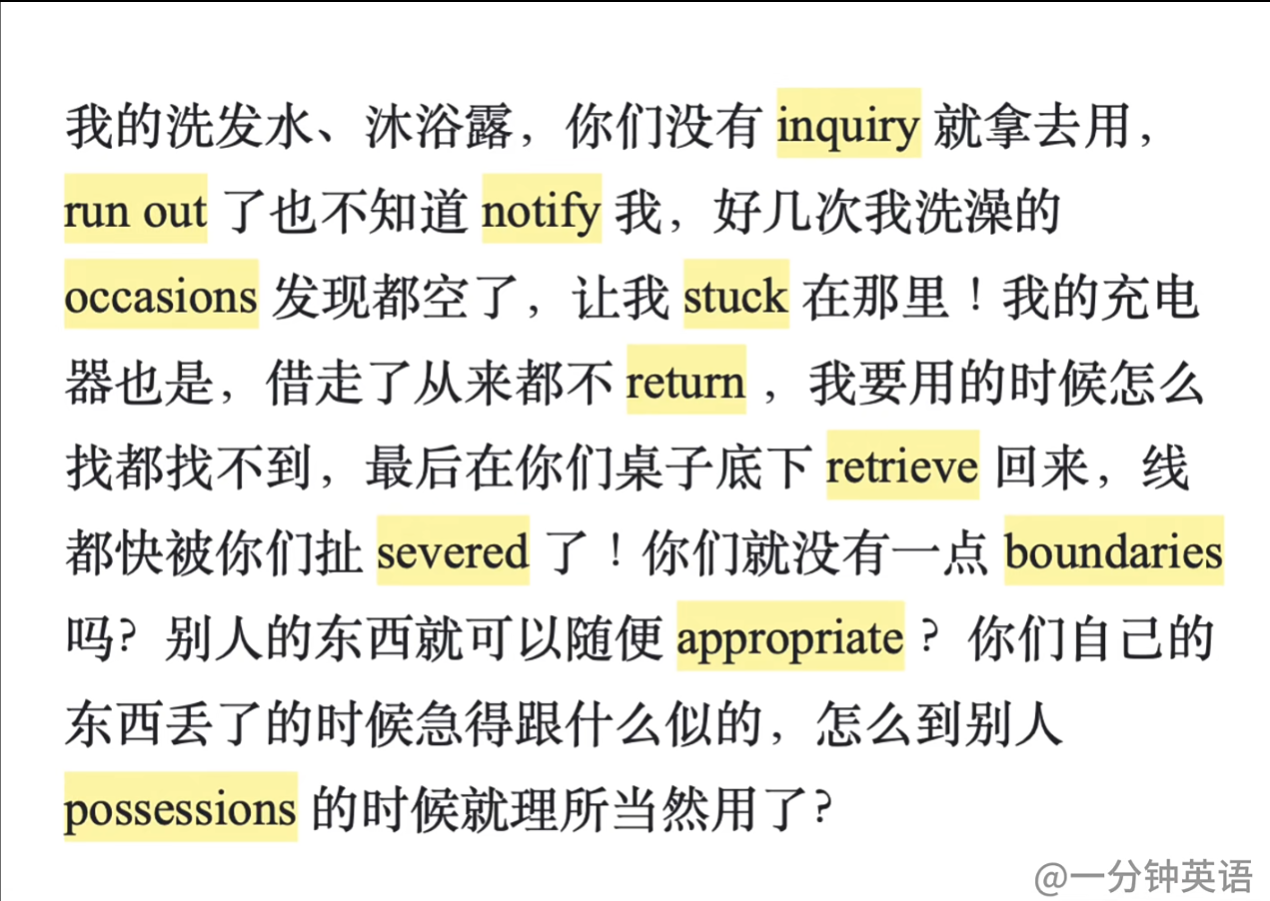 我的洗发水、沐浴露，你们没有 inquiry 就拿去用，
run out 了也不知道 notify 我，好几次我洗澡的
occasions 发现都空了，让我 stuck 在那里！我的充电
器也是，借走了从来都不 return ，我要用的时候怎么
找都找不到，最后在你们桌子底下 retrieve 回来，线
都快被你们扯 severed 了！你们就没有一点 boundaries
吗？别人的东西就可以随便 appropriate ？你们自己的
东西丢了的时候急得跟什么似的，怎么到别人
possessions 的时候就理所当然用了？
@一分钟英语